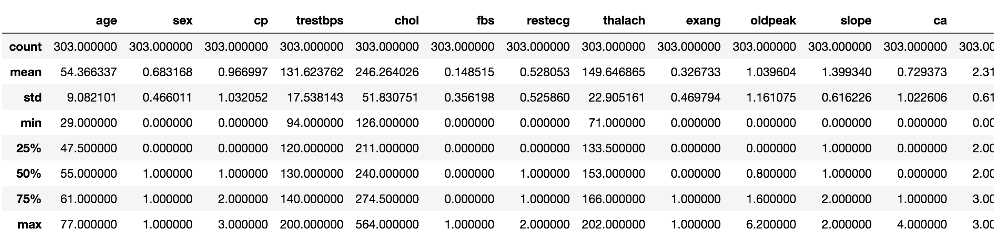 age sex cp trestbps chol fbs restecg thalach exang oldpeak slope ca
count 303.000000 303.000000 303.000000 303.000000 303.000000 303.000000 303.000000 303.000000 303.000000 303.000000 303.000000 303.000000 303.00
mean 54.366337 0.683168 0.966997 131.623762 246.264026 0.148515 0.528053 149.646865 0.326733 1.039604 1.399340 0.729373 2.31
std 9.082101 0.466011 1.032052 17.538143 51.830751 0.356198 0.525860 22.905161 0.469794 1.161075 0.616226 1.022606 0.61
min 29.000000 0.000000 0.000000 94.000000 126.000000 0.000000 0.000000 71.000000 0.000000 0.000000 0.000000 0.000000 0.00
25% 47.500000 0.000000 0.000000 120.000000 211.000000 0.000000 0.000000 133.500000 0.000000 0.000000 1.000000 0.000000 2.00
50% 55.000000 1.000000 1.000000 130.000000 240.000000 0.000000 1.000000 153.000000 0.000000 0.800000 1.000000 0.000000 2.00
75% 61.000000 1.000000 2.000000 140.000000 274.500000 0.000000 1.000000 166.000000 1.000000 1.600000 2.000000 1.000000 3.00
max 77.000000 1.000000 3.000000 200.000000 564.000000 1.000000 2.000000 202.000000 1.000000 6.200000 2.000000 4.000000 3.00